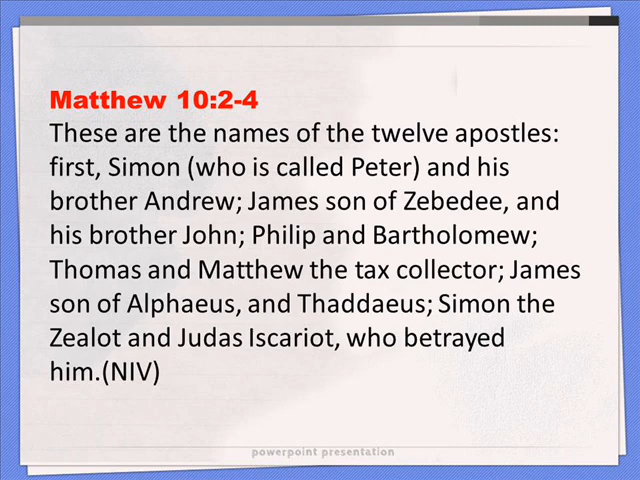 Matthew 10:2-4
These are the names of the twelve apostles:
first, Simon (who is called Peter) and his
brother Andrew; James son of Zebedee, and
his brother John; Philip and Bartholomew;
Thomas and Matthew the tax collector; James
son of Alphaeus, and Thaddaeus; Simon the
Zealot and Judas Iscariot, who betrayed
him.(NIV)
powerpoint presentation